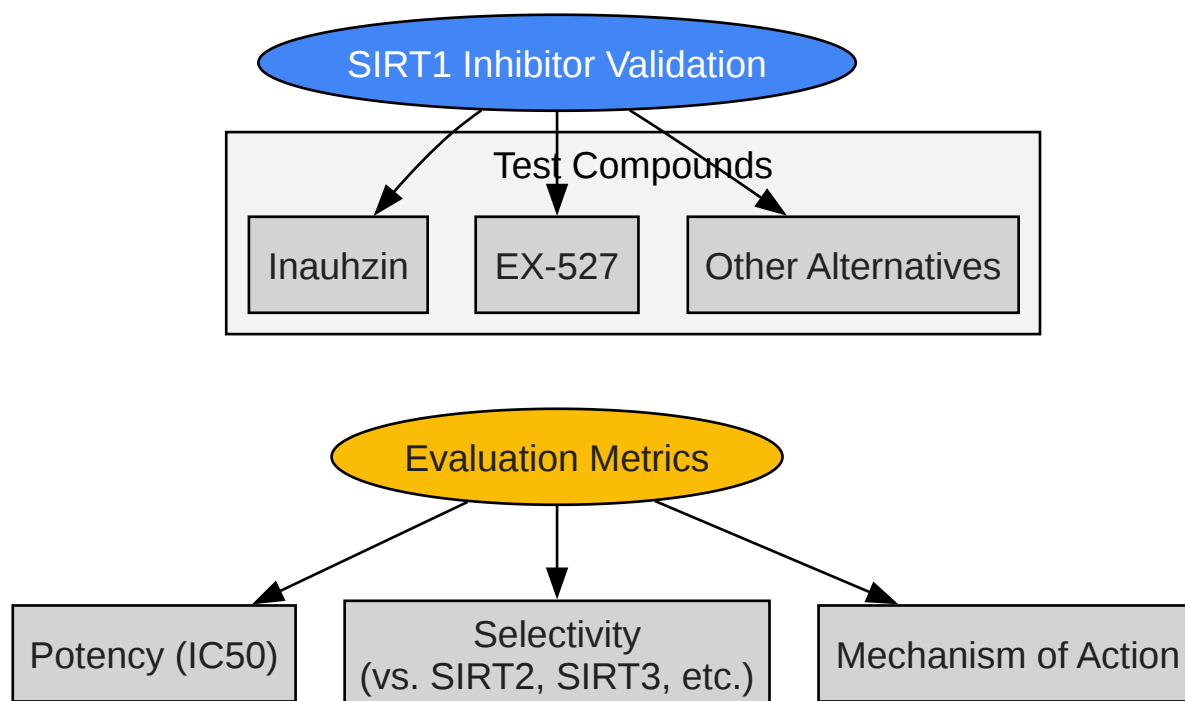 SIRT1 Inhibitor Validation
Test Compounds
Inauhzin
EX-527
Other Alternatives
Evaluation Metrics
Potency (IC50)
Selectivity
(vs. SIRT2, SIRT3, etc.)
Mechanism of Action